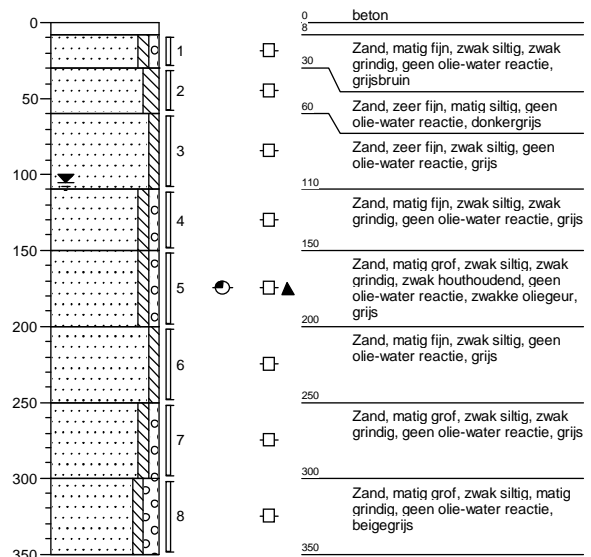 0
50
100
150
200
250
300
350
1
2
3
4
5
6
7
8
0
beton
8
Zand, matig fijn, zwak siltig, zwak
grindig, geen olie-water reactie,
grijsbruin
30
Zand, zeer fijn, matig siltig, geen
olie-water reactie, donkergrijs
60
Zand, zeer fijn, zwak siltig, geen
olie-water reactie, grijs
110
Zand, matig fijn, zwak siltig, zwak
grindig, geen olie-water reactie, grijs
150
Zand, matig grof, zwak siltig, zwak
grindig, zwak houthoudend, geen
olie-water reactie, zwakke oliegeur,
grijs
200
Zand, matig fijn, zwak siltig, geen
olie-water reactie, grijs
250
Zand, matig grof, zwak siltig, zwak
grindig, geen olie-water reactie, grijs
300
Zand, matig grof, zwak siltig, matig
grindig, geen olie-water reactie,
beigegrijs
350